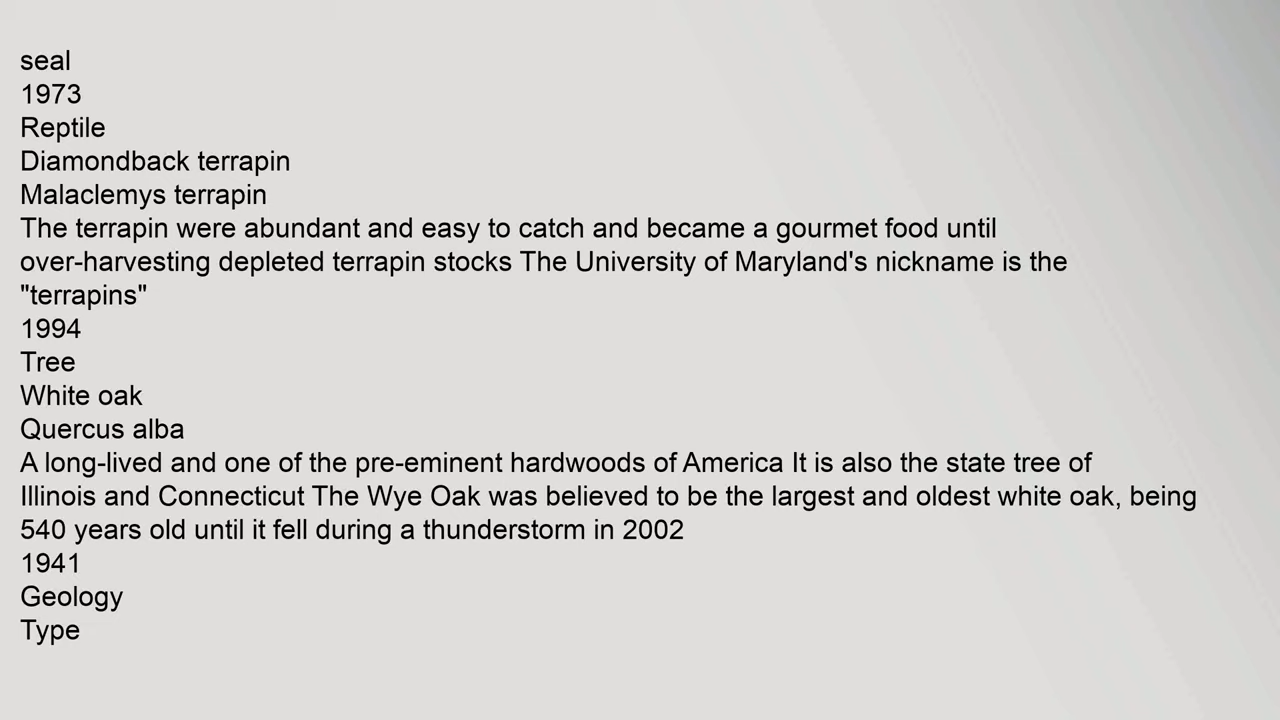 seal
1973
Reptile
Diamondback terrapin
Malaclemys terrapin
The terrapin were abundant and easy to catch and became a gourmet food until
over-harvesting depleted terrapin stocks The University of Maryland's nickname is the
"terrapins"
1994
Tree
White oak
Quercus alba
A long-lived and one of the pre-eminent hardwoods of America It is also the state tree of
Illinois and Connecticut The Wye Oak was believed to be the largest and oldest white oak, being
540 years old until it fell during a thunderstorm in 2002
1941
Geology
Type